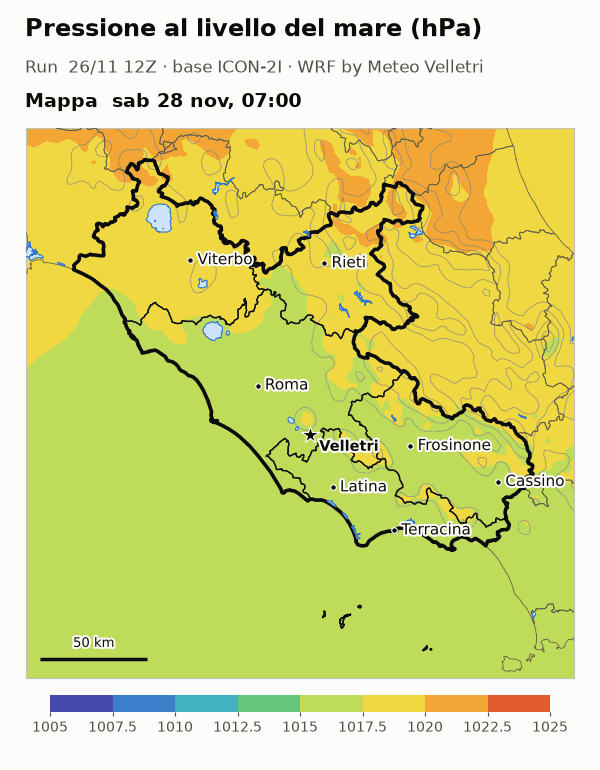 Pressione al livello del mare (hPa)
Run  26/11 12Z · base ICON-2I · WRF by Meteo Velletri
Mappa  sab 28 nov, 07:00
Viterbo
Rieti
Roma
Velletri
Frosinone
Cassino
Latina
Terracina
50 km
1005 1007.5 1010 1012.5 1015 1017.5 1020 1022.5 1025